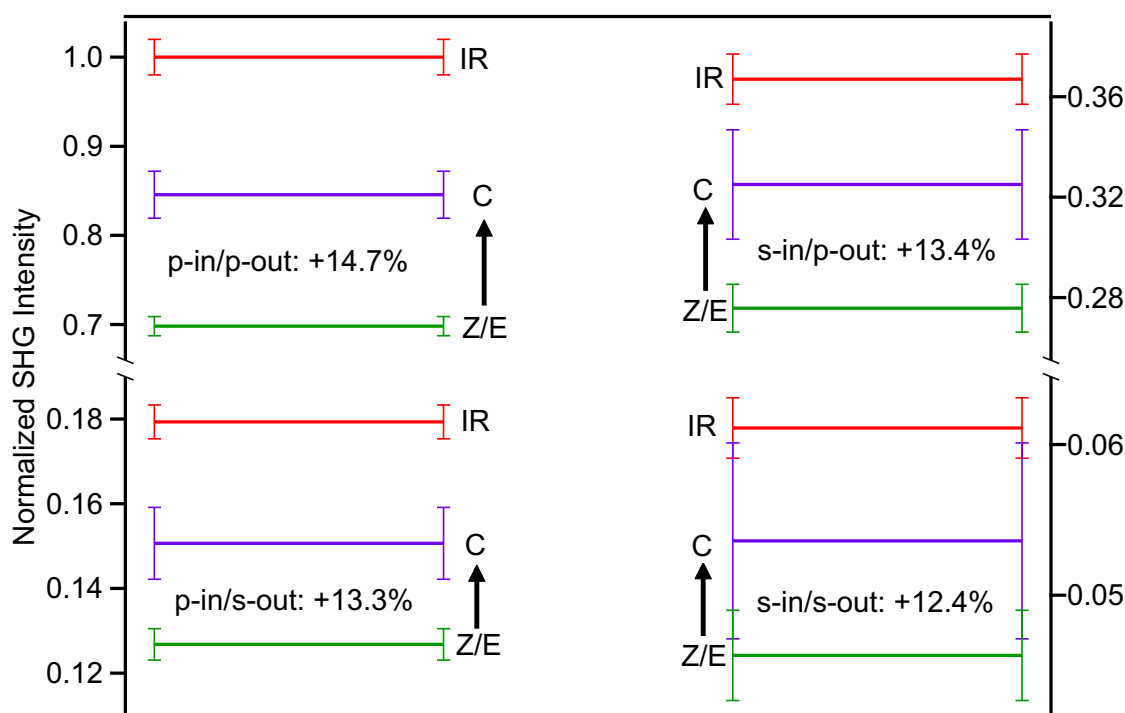 Normalized SHG Intensity
1.0
0.9
0.8
0.7
0.18
0.16
0.14
0.12
IR
C
p-in/p-out: +14.7%
Z/E
IR
C
s-in/p-out: +13.4%
Z/E
0.36
0.32
0.28
IR
C
p-in/s-out: +13.3%
Z/E
IR
C
s-in/s-out: +12.4%
Z/E
0.06
0.05